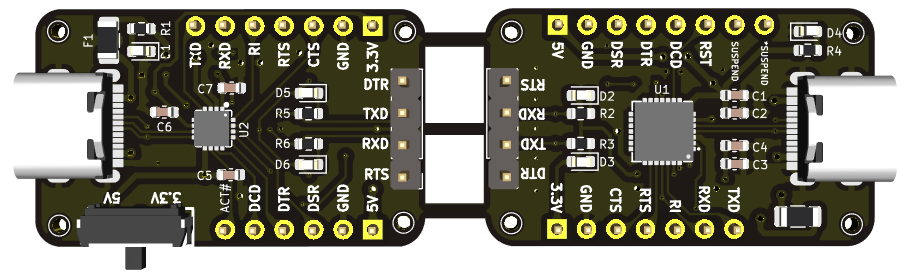 F1
R1
D1
TXD
RXD
RI
RTS
CTS
GND
3.3V
DTR
TXD
RXD
RTS
C7
D5
R5
C6
U2
R6
D6
C5
5V
3.3V
ACT#
DCD
DTR
DSR
GND
5V
5V
GND
DSR
DTR
DCD
RST
SUSPEND
*SUSPEND
D4
R4
RTS
RXD
TXD
DTR
D2
R2
U1
C1
C2
R3
D3
C4
C3
3.3V
GND
CTS
RTS
RI
RXD
TXD